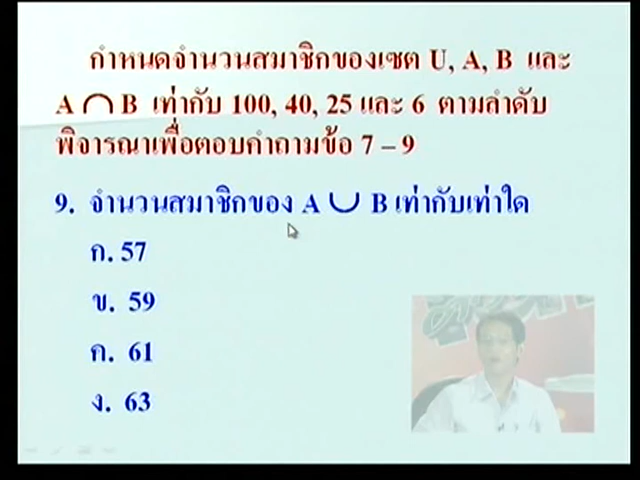 กำหนดจำนวนสมาชิกของเซต U, A, B และ
A ∩ B เท่ากับ 100, 40, 25 และ 6 ตามลำดับ
พิจารณาเพื่อตอบคำถามข้อ 7 – 9
9. จำนวนสมาชิกของ A ∪ B เท่ากับเท่าใด
ก. 57
ข. 59
ค. 61
ง. 63